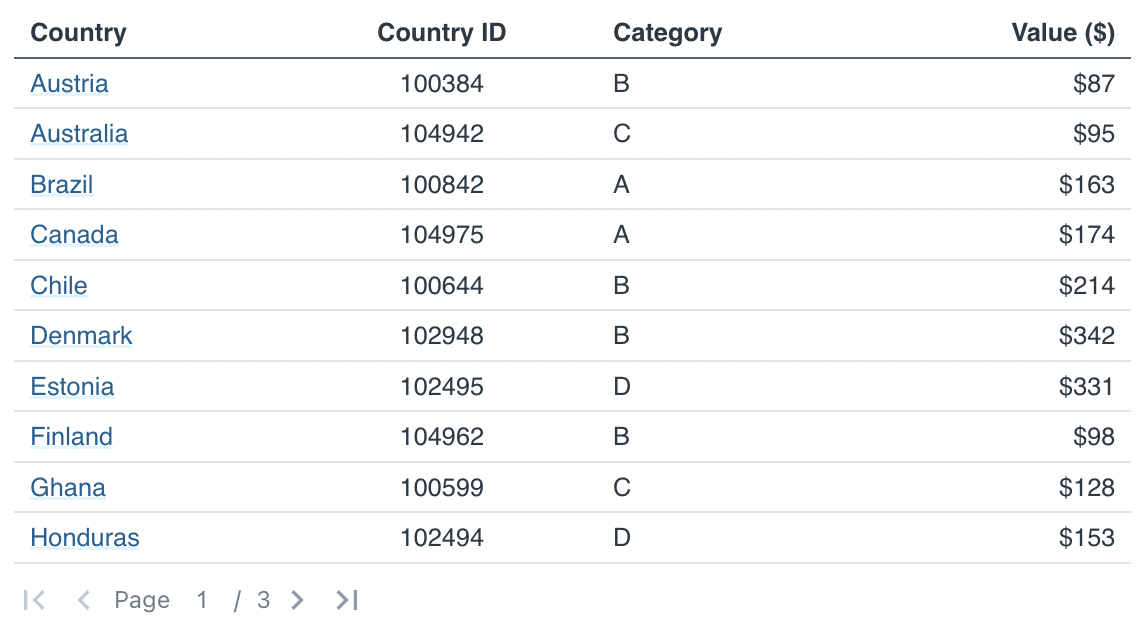 Country Country ID Category Value ($)
Austria 100384 B $87
Australia 104942 C $95
Brazil 100842 A $163
Canada 104975 A $174
Chile 100644 B $214
Denmark 102948 B $342
Estonia 102495 D $331
Finland 104962 B $98
Ghana 100599 C $128
Honduras 102494 D $153
Page 1 / 3